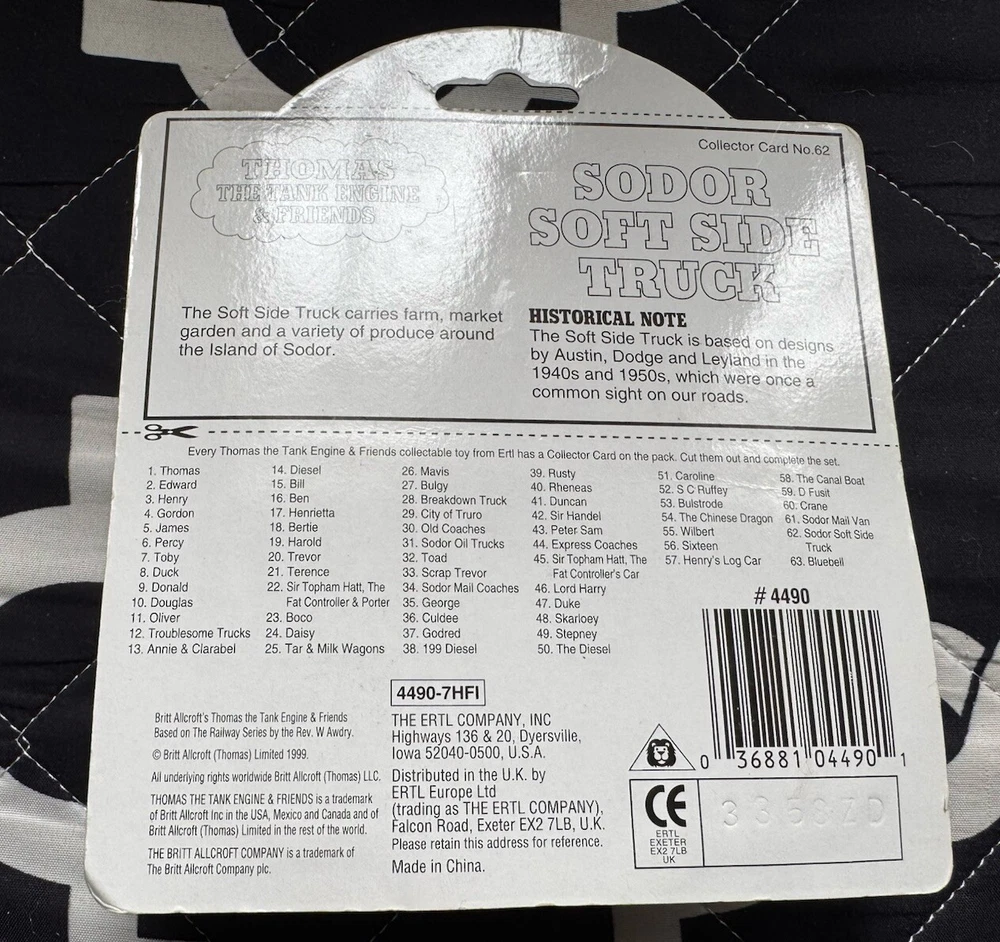 Collector Card No.62
THOMAS
THE TANK ENGINE
& FRIENDS
SODOR
SOFT SIDE
TRUCK
The Soft Side Truck carries farm, market
garden and a variety of produce around
the Island of Sodor.
HISTORICAL NOTE
The Soft Side Truck is based on designs
by Austin, Dodge and Leyland in the
1940s and 1950s, which were once a
common sight on our roads.
Every Thomas the Tank Engine & Friends collectable toy from Ertl has a Collector Card on the pack. Cut them out and complete the set.
1. Thomas
2. Edward
3. Henry
4. Gordon
5. James
6. Percy
7. Toby
8. Duck
9. Donald
10. Douglas
11. Oliver
12. Troublesome Trucks
13. Annie & Clarabel
14. Diesel
15. Bill
16. Ben
17. Henrietta
18. Bertie
19. Harold
20. Trevor
21. Terence
22. Sir Topham Hatt, The
Fat Controller & Porter
23. Boco
24. Daisy
25. Tar & Milk Wagons
26. Mavis
27. Bulgy
28. Breakdown Truck
29. City of Truro
30. Old Coaches
31. Sodor Oil Trucks
32. Toad
33. Scrap Trevor
34. Sodor Mail Coaches
35. George
36. Culdee
37. Godred
38. 199 Diesel
39. Rusty
40. Rheneas
41. Duncan
42. Sir Handel
43. Peter Sam
44. Express Coaches
45. Sir Topham Hatt, The
Fat Controller's Car
46. Lord Harry
47. Duke
48. Skarloey
49. Stepney
50. The Diesel
51. Caroline
52. S C Ruffey
53. Bulstrode
54. The Chinese Dragon
55. Wilbert
56. Sixteen
57. Henry's Log Car
58. The Canal Boat
59. D Fusit
60. Crane
61. Sodor Mail Van
62. Sodor Soft Side
Truck
63. Bluebell
# 4490
0 36881 04490 1
4490-7HFI
Britt Allcroft's Thomas the Tank Engine & Friends
Based on The Railway Series by the Rev. W Awdry.
© Britt Allcroft (Thomas) Limited 1999.
All underlying rights worldwide Britt Allcroft (Thomas) LLC.
THOMAS THE TANK ENGINE & FRIENDS is a trademark
of Britt Allcroft Inc in the USA, Mexico and Canada and of
Britt Allcroft (Thomas) Limited in the rest of the world.
THE BRITT ALLCROFT COMPANY is a trademark of
The Britt Allcroft Company plc.
THE ERTL COMPANY, INC
Highways 136 & 20, Dyersville,
Iowa 52040-0500, U.S.A.
Distributed in the U.K. by
ERTL Europe Ltd
(trading as THE ERTL COMPANY),
Falcon Road, Exeter EX2 7LB, U.K.
Please retain this address for reference.
Made in China.
CE
ERTL
EXETER
EX2 7LB
UK